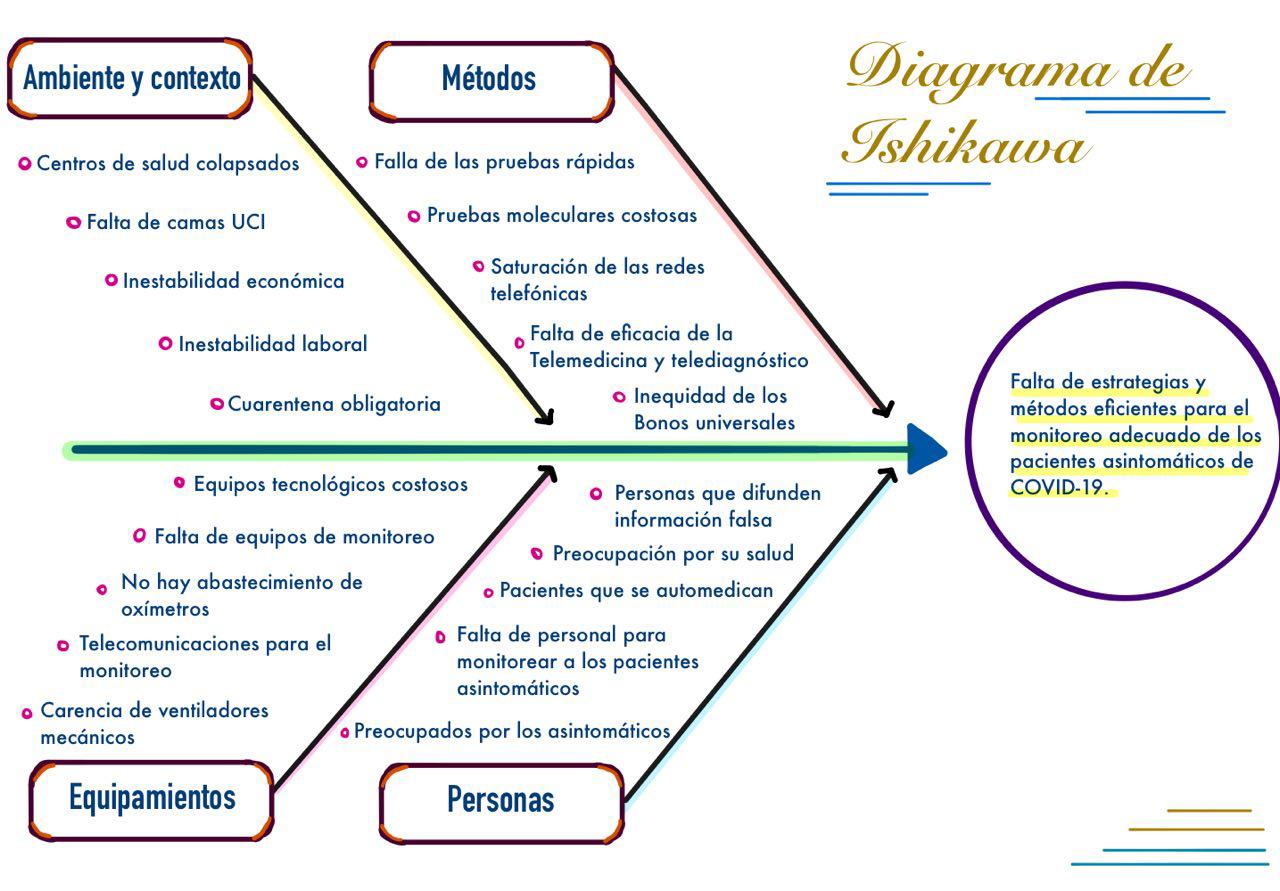 Diagrama de
Ishikawa
Ambiente y contexto
Centros de salud colapsados
Falta de camas UCI
Inestabilidad económica
Inestabilidad laboral
Cuarentena obligatoria
Métodos
Falla de las pruebas rápidas
Pruebas moleculares costosas
Saturación de las redes
telefónicas
Falta de eficacia de la
Telemedicina y telediagnóstico
Inequidad de los
Bonos universales
Equipos tecnológicos costosos
Falta de equipos de monitoreo
No hay abastecimiento de
oxímetros
Telecomunicaciones para el
monitoreo
Carencia de ventiladores
mecánicos
Equipamientos
Personas que difunden
información falsa
Preocupación por su salud
Pacientes que se automedican
Falta de personal para
monitorear a los pacientes
asintomáticos
Preocupados por los asintomáticos
Personas
Falta de estrategias y
métodos eficientes para el
monitoreo adecuado de los
pacientes asintomáticos de
COVID-19.